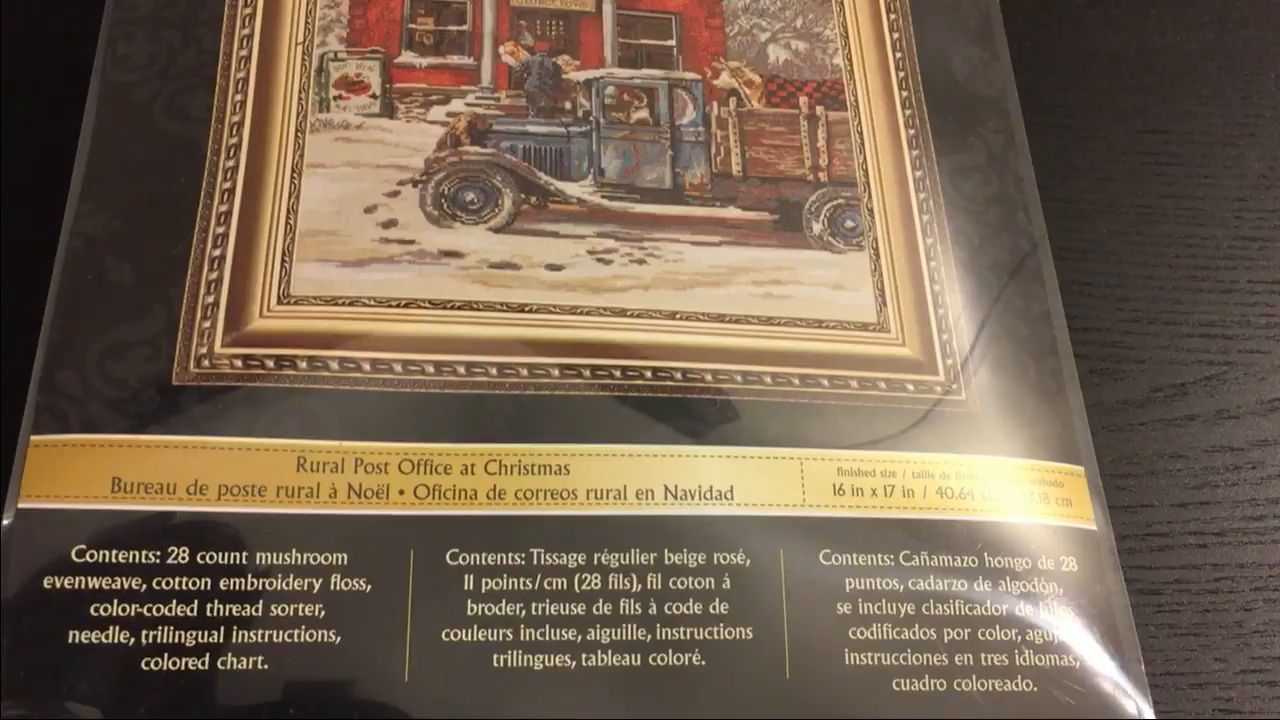 GEORGETOWN
Rural Post Office at Christmas
Bureau de poste rural à Noël • Oficina de correos rural en Navidad
finished size / taille de
16 in x 17 in / 40.64
Contents: 28 count mushroom
evenweave, cotton embroidery floss,
color-coded thread sorter,
needle, trilingual instructions,
colored chart.
Contents: Tissage régulier beige rosé,
11 points/cm (28 fils), fil coton á
broder, trieuse de fils à code de
couleurs incluse, aiguille, instructions
trilingues, tableau coloré.
Contents: Cañamazo hongo de 28
puntos, cadarzo de algodón,
se incluye clasificador de
codificados por color,
instrucciones en tres idiomas,
cuadro coloreado.